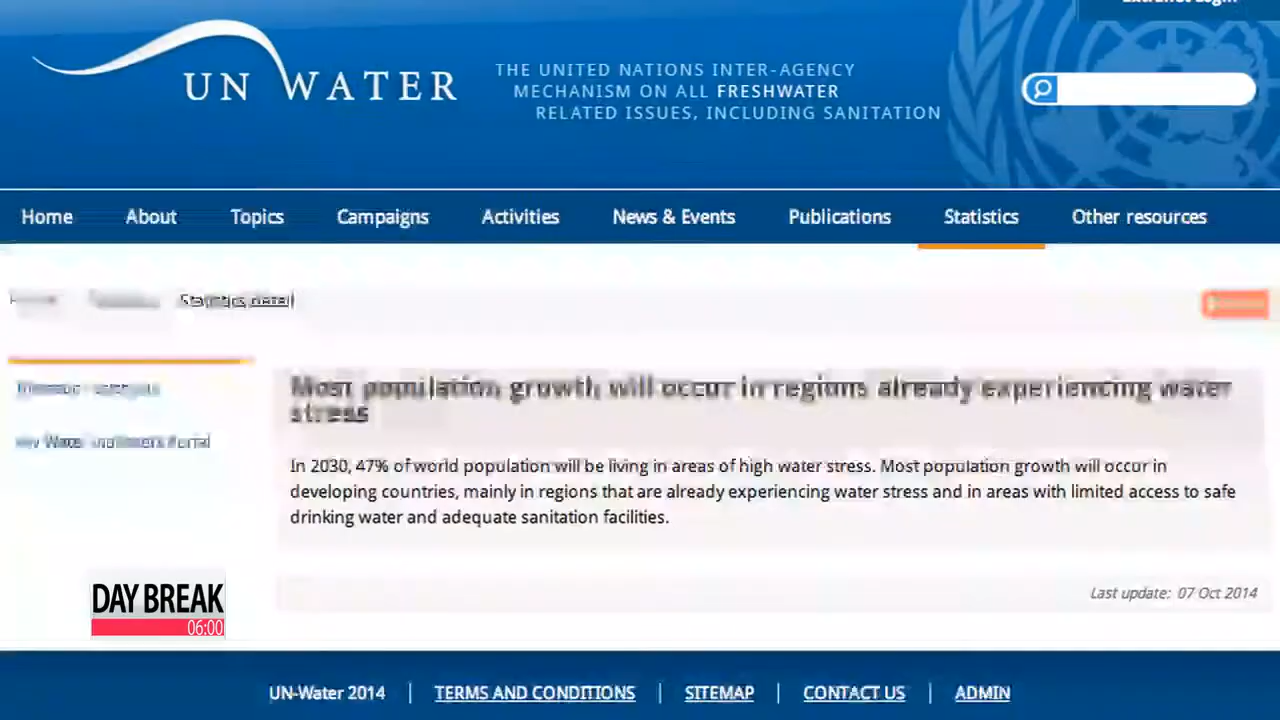 Extranet Login
UN WATER
THE UNITED NATIONS INTER-AGENCY
MECHANISM ON ALL FRESHWATER
RELATED ISSUES, INCLUDING SANITATION
Home About Topics Campaigns Activities News & Events Publications Statistics Other resources
Statistics detail
Most population growth will occur in regions already experiencing water
stress
In 2030, 47% of world population will be living in areas of high water stress. Most population growth will occur in
developing countries, mainly in regions that are already experiencing water stress and in areas with limited access to safe
drinking water and adequate sanitation facilities.
DAY BREAK
06:00
Last update: 07 Oct 2014
UN-Water 2014 | TERMS AND CONDITIONS | SITEMAP | CONTACT US | ADMIN